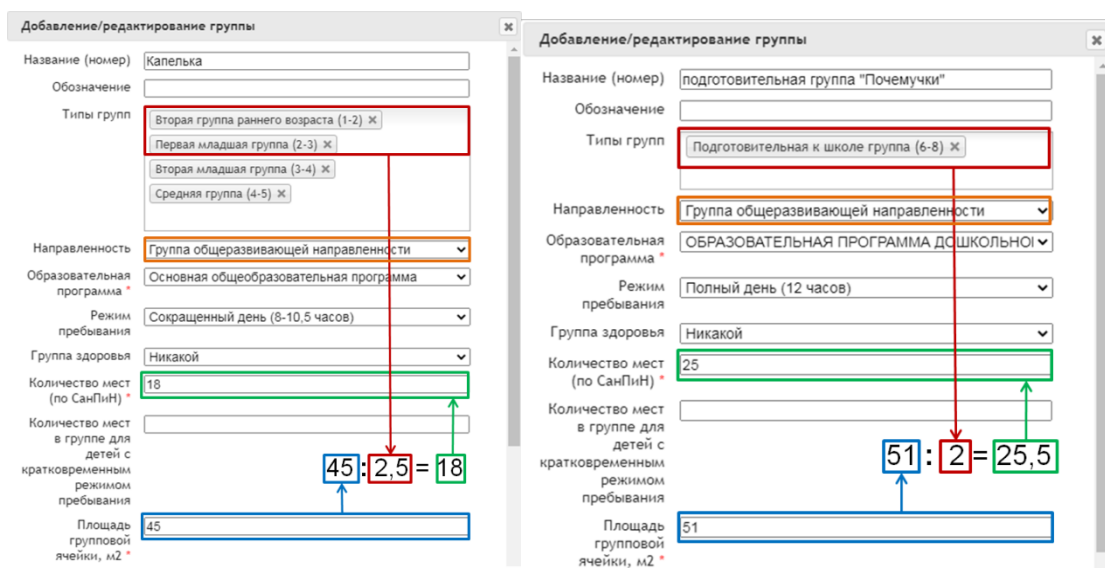 Добавление/редактирование группы
Название (номер) Капелька
Обозначение
Типы групп
Вторая группа раннего возраста (1-2)
Первая младшая группа (2-3)
Вторая младшая группа (3-4)
Средняя группа (4-5)
Направленность Группа общеразвивающей направленности
Образовательная Основная общеобразовательная программа
программа *
Режим Сокращенный день (8-10,5 часов)
пребывания
Группа здоровья Никакой
Количество мест 18
(по СанПиН) *
Количество мест
в группе для
детей с
кратковременным
режимом
пребывания
45 : 2,5 = 18
Площадь 45
групповой
ячейки, м2 *
Добавление/редактирование группы
Название (номер) подготовительная группа "Почемучки"
Обозначение
Типы групп
Подготовительная к школе группа (6-8)
Направленность Группа общеразвивающей направленности
Образовательная ОБРАЗОВАТЕЛЬНАЯ ПРОГРАММА ДОШКОЛЬНОІ
программа *
Режим Полный день (12 часов)
пребывания
Группа здоровья Никакой
Количество мест 25
(по СанПиН) *
Количество мест
в группе для
детей с
кратковременным
режимом
пребывания
51 : 2 = 25,5
Площадь 51
групповой
ячейки, м2 *